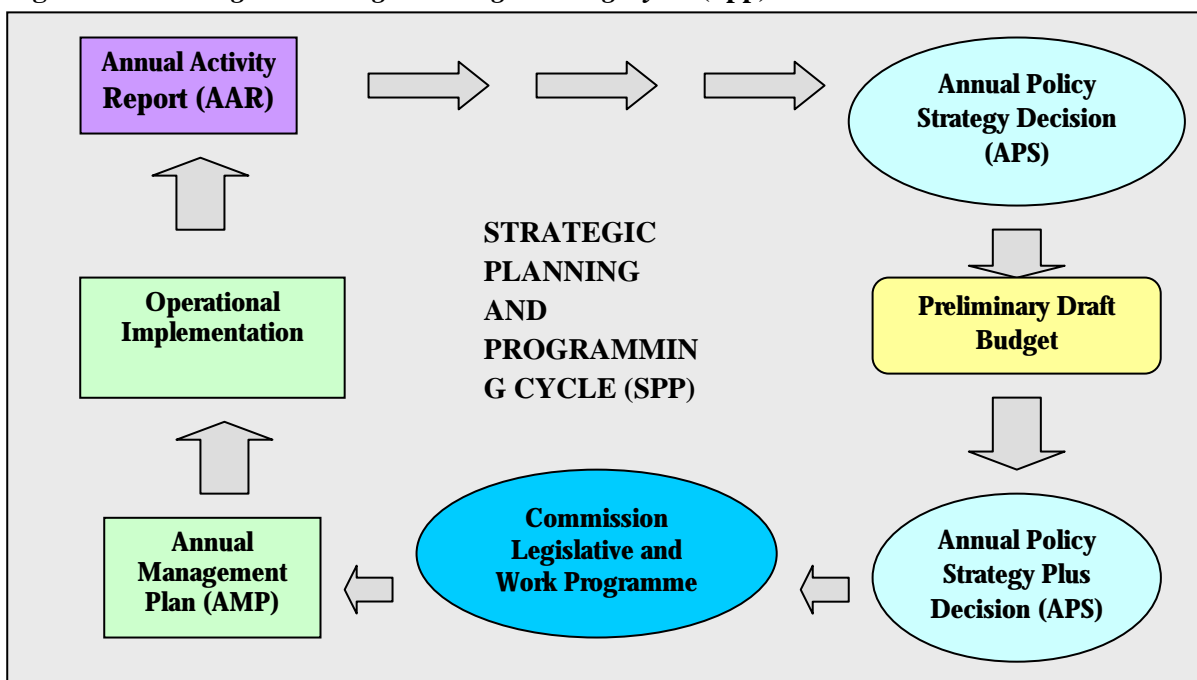 Annual Activity
Report (AAR)
Annual Policy
Strategy Decision
(APS)
STRATEGIC
PLANNING
AND
PROGRAMMIN
G CYCLE (SPP)
Operational
Implementation
Preliminary Draft
Budget
Annual
Management
Plan (AMP)
Commission
Legislative and
Work Programme
Annual Policy
Strategy Plus
Decision (APS)